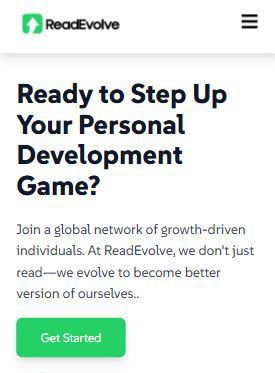 ReadEvolve
Ready to Step Up
Your Personal
Development
Game?
Join a global network of growth-driven
individuals. At ReadEvolve, we don't just
read—we evolve to become better
version of ourselves..
Get Started